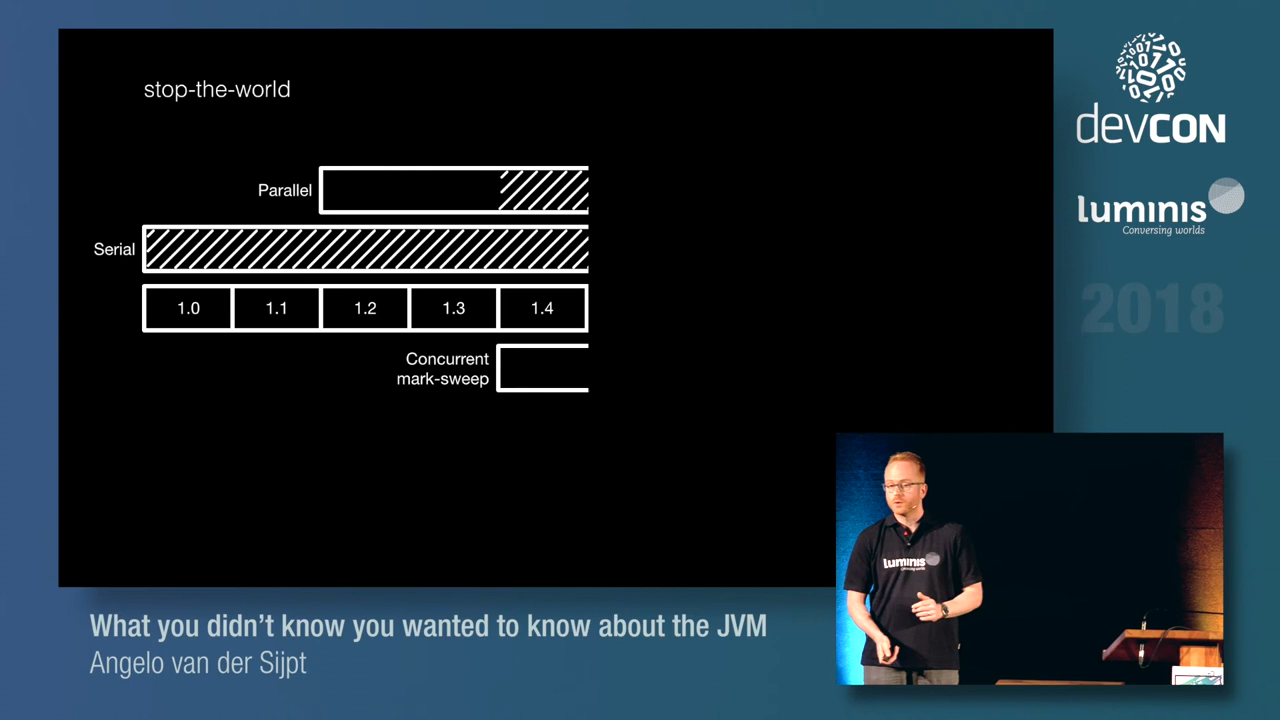 stop-the-world
Parallel
Serial
1.0 1.1 1.2 1.3 1.4
Concurrent
mark-sweep
devCON
luminis
Conversing worlds
2018
luminis
What you didn't know you wanted to know about the JVM
Angelo van der Sijpt